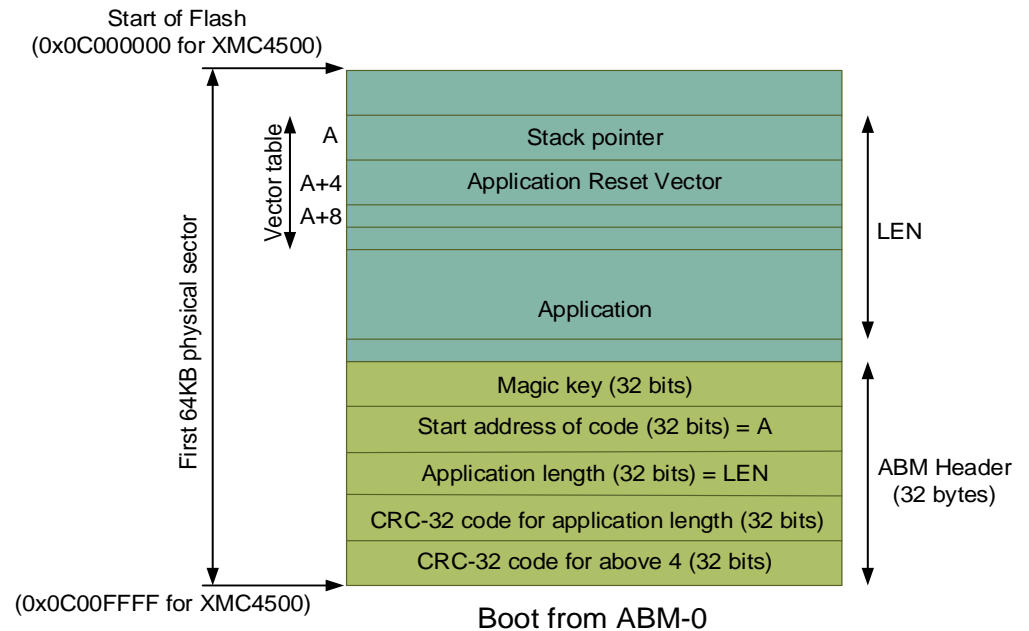 Start of Flash
(0x0C000000 for XMC4500)
First 64KB physical sector
Vector table
A
A+4
A+8
Stack pointer
Application Reset Vector
Application
LEN
Magic key (32 bits)
Start address of code (32 bits) = A
Application length (32 bits) = LEN
CRC-32 code for application length (32 bits)
CRC-32 code for above 4 (32 bits)
ABM Header
(32 bytes)
(0x0C00FFFF for XMC4500)
Boot from ABM-0